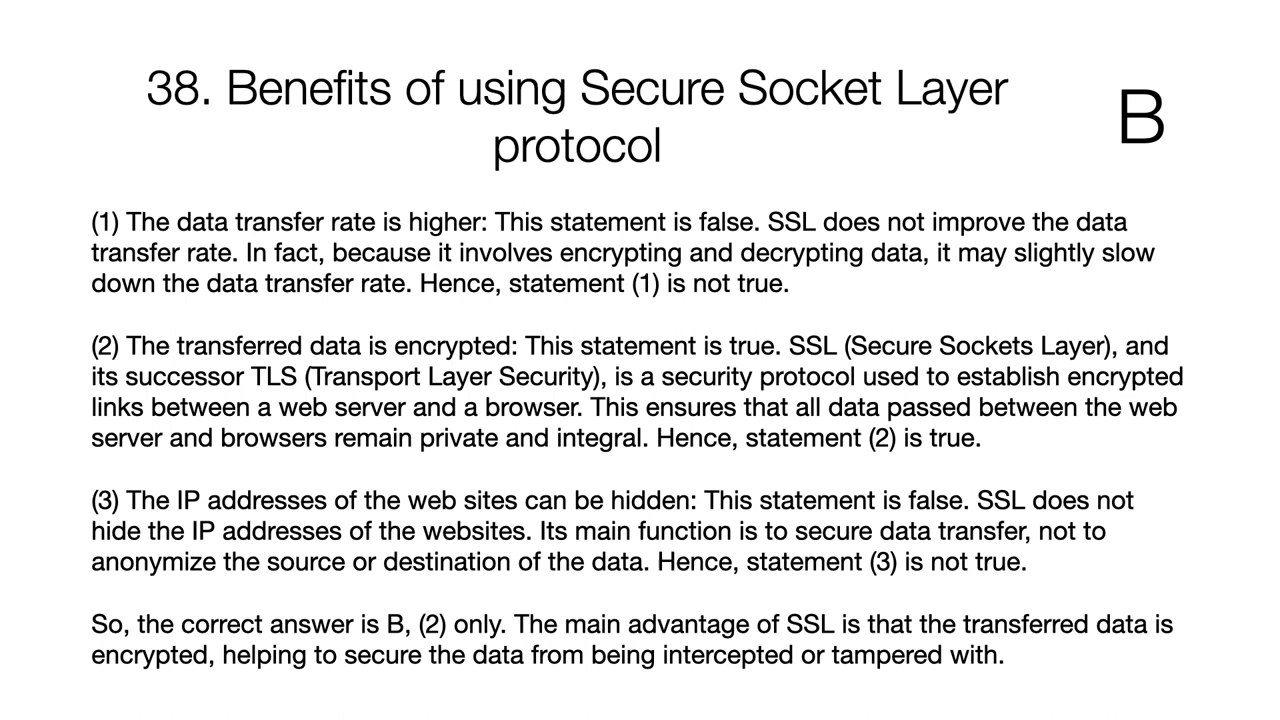 38. Benefits of using Secure Socket Layer
protocol
B
(1) The data transfer rate is higher: This statement is false. SSL does not improve the data
transfer rate. In fact, because it involves encrypting and decrypting data, it may slightly slow
down the data transfer rate. Hence, statement (1) is not true.
(2) The transferred data is encrypted: This statement is true. SSL (Secure Sockets Layer), and
its successor TLS (Transport Layer Security), is a security protocol used to establish encrypted
links between a web server and a browser. This ensures that all data passed between the web
server and browsers remain private and integral. Hence, statement (2) is true.
(3) The IP addresses of the web sites can be hidden: This statement is false. SSL does not
hide the IP addresses of the websites. Its main function is to secure data transfer, not to
anonymize the source or destination of the data. Hence, statement (3) is not true.
So, the correct answer is B, (2) only. The main advantage of SSL is that the transferred data is
encrypted, helping to secure the data from being intercepted or tampered with.